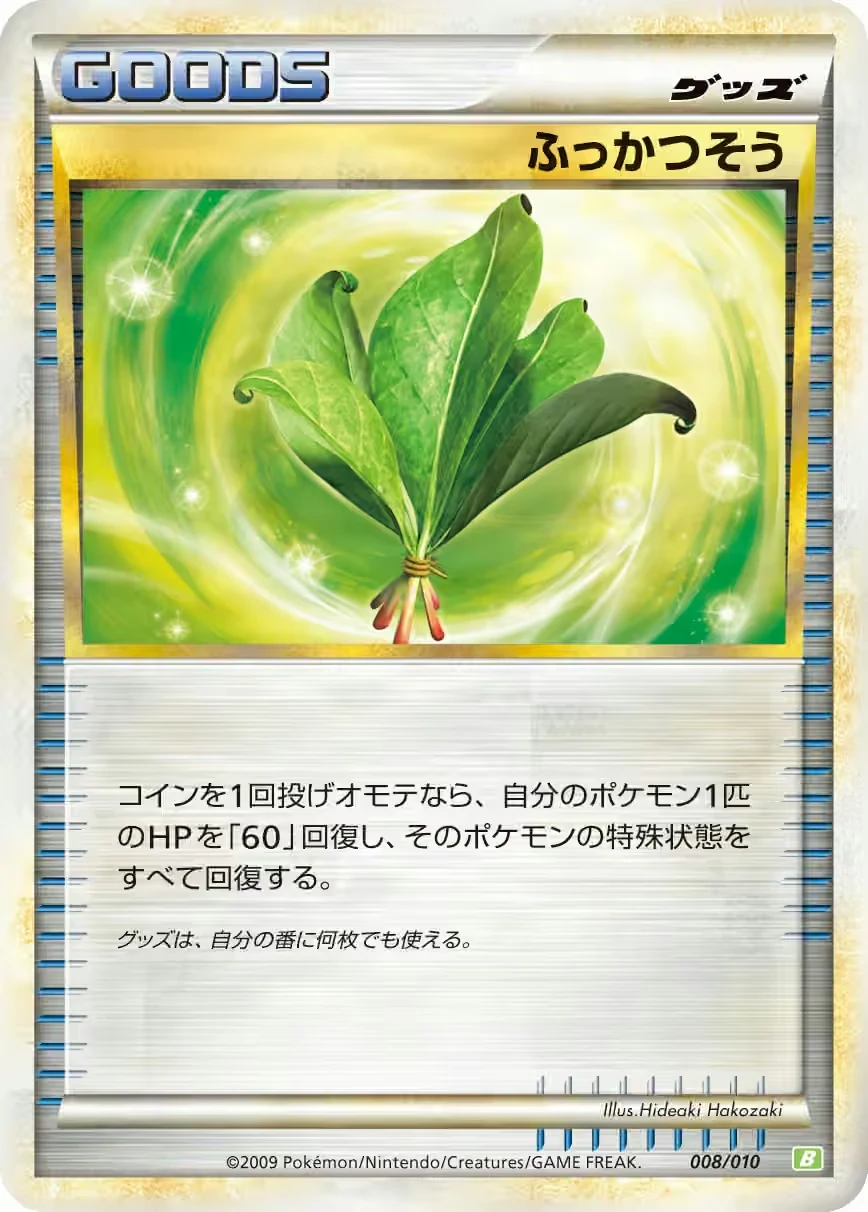 GOODS
グッズ
ふっかつそう
コインを1回投げオモテなら、自分のポケモン1匹
のHPを「60」回復し、そのポケモンの特殊状態を
すべて回復する。
グッズは、自分の番に何枚でも使える。
Illus.Hideaki Hakozaki
©2009 Pokémon/Nintendo/Creatures/GAME FREAK.
008/010
B